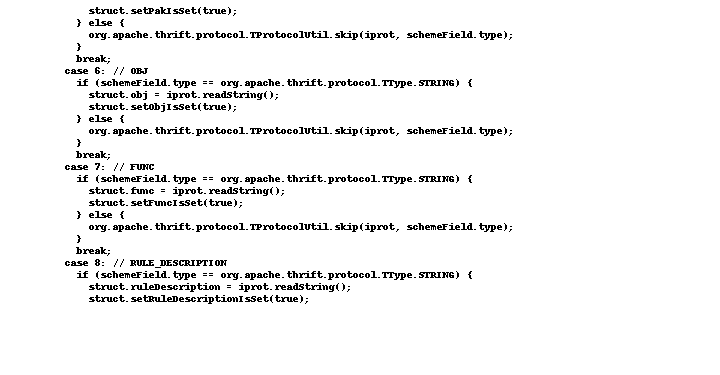 struct.setPakIsSet(true);
} else {
org.apache.thrift.protocol.TProtocolUtil.skip(iprot, schemeField.type);
}
break;
case 6: // OBJ
if (schemeField.type == org.apache.thrift.protocol.TType.STRING) {
struct.obj = iprot.readString();
struct.setObjIsSet(true);
} else {
org.apache.thrift.protocol.TProtocolUtil.skip(iprot, schemeField.type);
}
break;
case 7: // FUNC
if (schemeField.type == org.apache.thrift.protocol.TType.STRING) {
struct.func = iprot.readString();
struct.setFuncIsSet(true);
} else {
org.apache.thrift.protocol.TProtocolUtil.skip(iprot, schemeField.type);
}
break;
case 8: // RULE_DESCRIPTION
if (schemeField.type == org.apache.thrift.protocol.TType.STRING) {
struct.ruleDescription = iprot.readString();
struct.setRuleDescriptionIsSet(true);